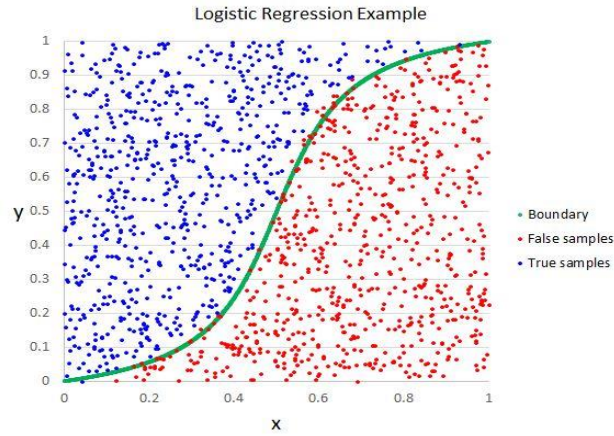 Logistic Regression Example
1
0.9
0.8
0.7
0.6
y 0.5
0.4
0.3
0.2
0.1
0
0 0.2 0.4 0.6 0.8 1
x
Boundary
False samples
True samples